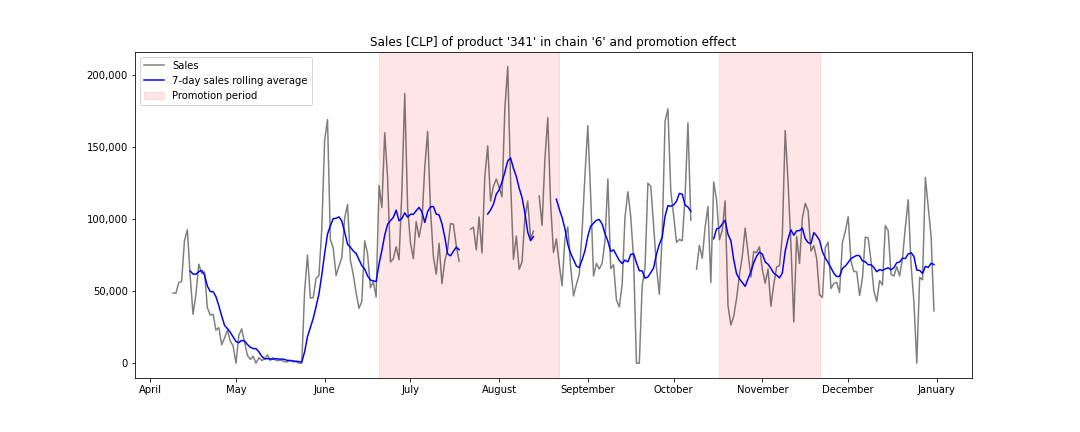 Sales [CLP] of product '341' in chain '6' and promotion effect
Sales
7-day sales rolling average
Promotion period
200,000
150,000
100,000
50,000
0
April May June July August September October November December January